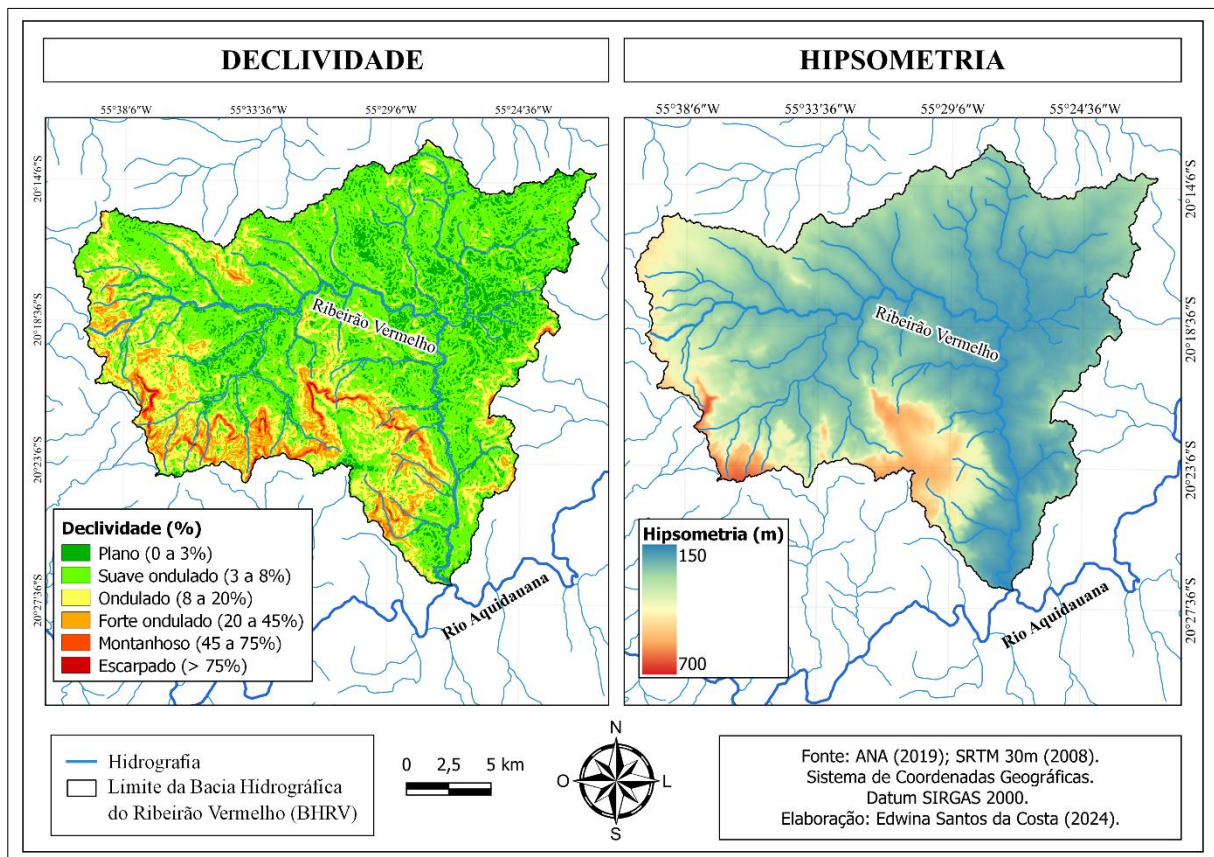 DECLIVIDADE
55°38'6"W
55°33'36"W
55°29'6"W
55°24'36"W
20°14'6"S
20°18'36"S
20°23'6"S
20°27'36"S
Ribeirão Vermelho
Rio Aquidauana
Declividade (%)
Plano (0 a 3%)
Suave ondulado (3 a 8%)
Ondulado (8 a 20%)
Forte ondulado (20 a 45%)
Montanhoso (45 a 75%)
Escarpado (> 75%)
HIPSOMETRIA
55°38'6"W
55°33'36"W
55°29'6"W
55°24'36"W
20°14'6"S
20°18'36"S
20°23'6"S
20°27'36"S
Ribeirão Vermelho
Rio Aquidauana
Hipsometria (m)
150
700
Hidrografia
Límite da Bacia Hidrográfica
do Ribeirão Vermelho (BHRV)
0 2,5 5 km
N
O
L
S
Fonte: ANA (2019); SRTM 30m (2008).
Sistema de Coordenadas Geográficas.
Datum SIRGAS 2000.
Elaboração: Edwina Santos da Costa (2024).